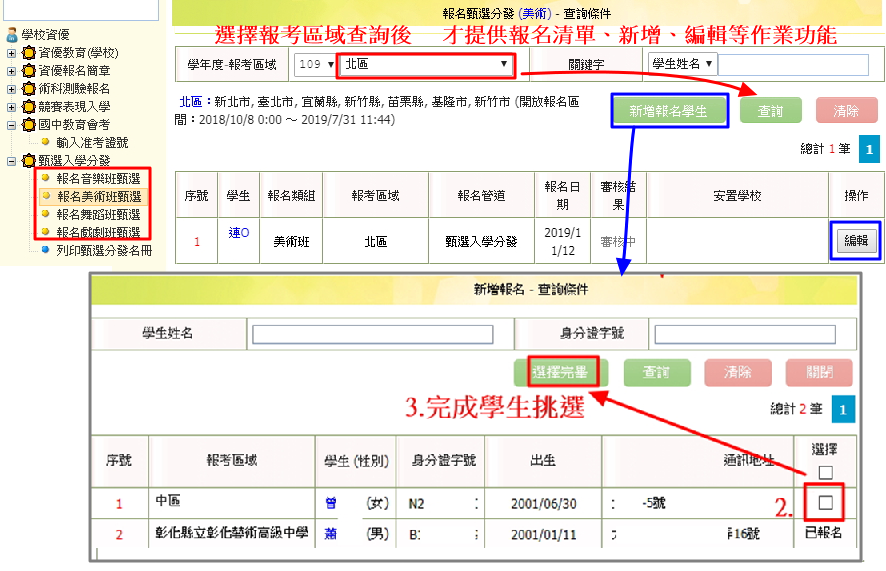 學校資優
資優教育(學校)
資優報名簡章
術科測驗報名
競賽表現入學
國中教育會考
輸入准考證號
甄選入學分發
報名音樂班甄選
報名美術班甄選
報名舞蹈班甄選
報名戲劇班甄選
列印甄選分發名冊
報名甄選分發 (美術) - 查詢條件
選擇報考區域查詢後 才提供報名清單、新增、編輯等作業功能
學年度-報考區域 109 北區 關鍵字 學生姓名
北區：新北市, 臺北市, 宜蘭縣, 新竹縣, 苗栗縣, 基隆市, 新竹市 (開放報名區
間：2018/10/8 0:00 ～ 2019/7/31 11:44)
新增報名學生 查詢 清除
總計 1 筆 1
序號 學生 報名類組 報考區域 報名管道 報名日期 審核結果 安置學校 操作
1 連O 美術班 北區 甄選入學分發 2019/11/12 審核中 編輯
新增報名 - 查詢條件
學生姓名 身分證字號
選擇完畢 查詢 清除 關閉
3.完成學生挑選
總計 2 筆 1
序號 報考區域 學生 (性別) 身分證字號 出生 通訊地址 選擇
1 中區 曾 (女) N2 2001/06/30 -5號
2.
2 彰化縣立彰化藝術高級中學 蕭 (男) B 2001/01/11 16號 已報名